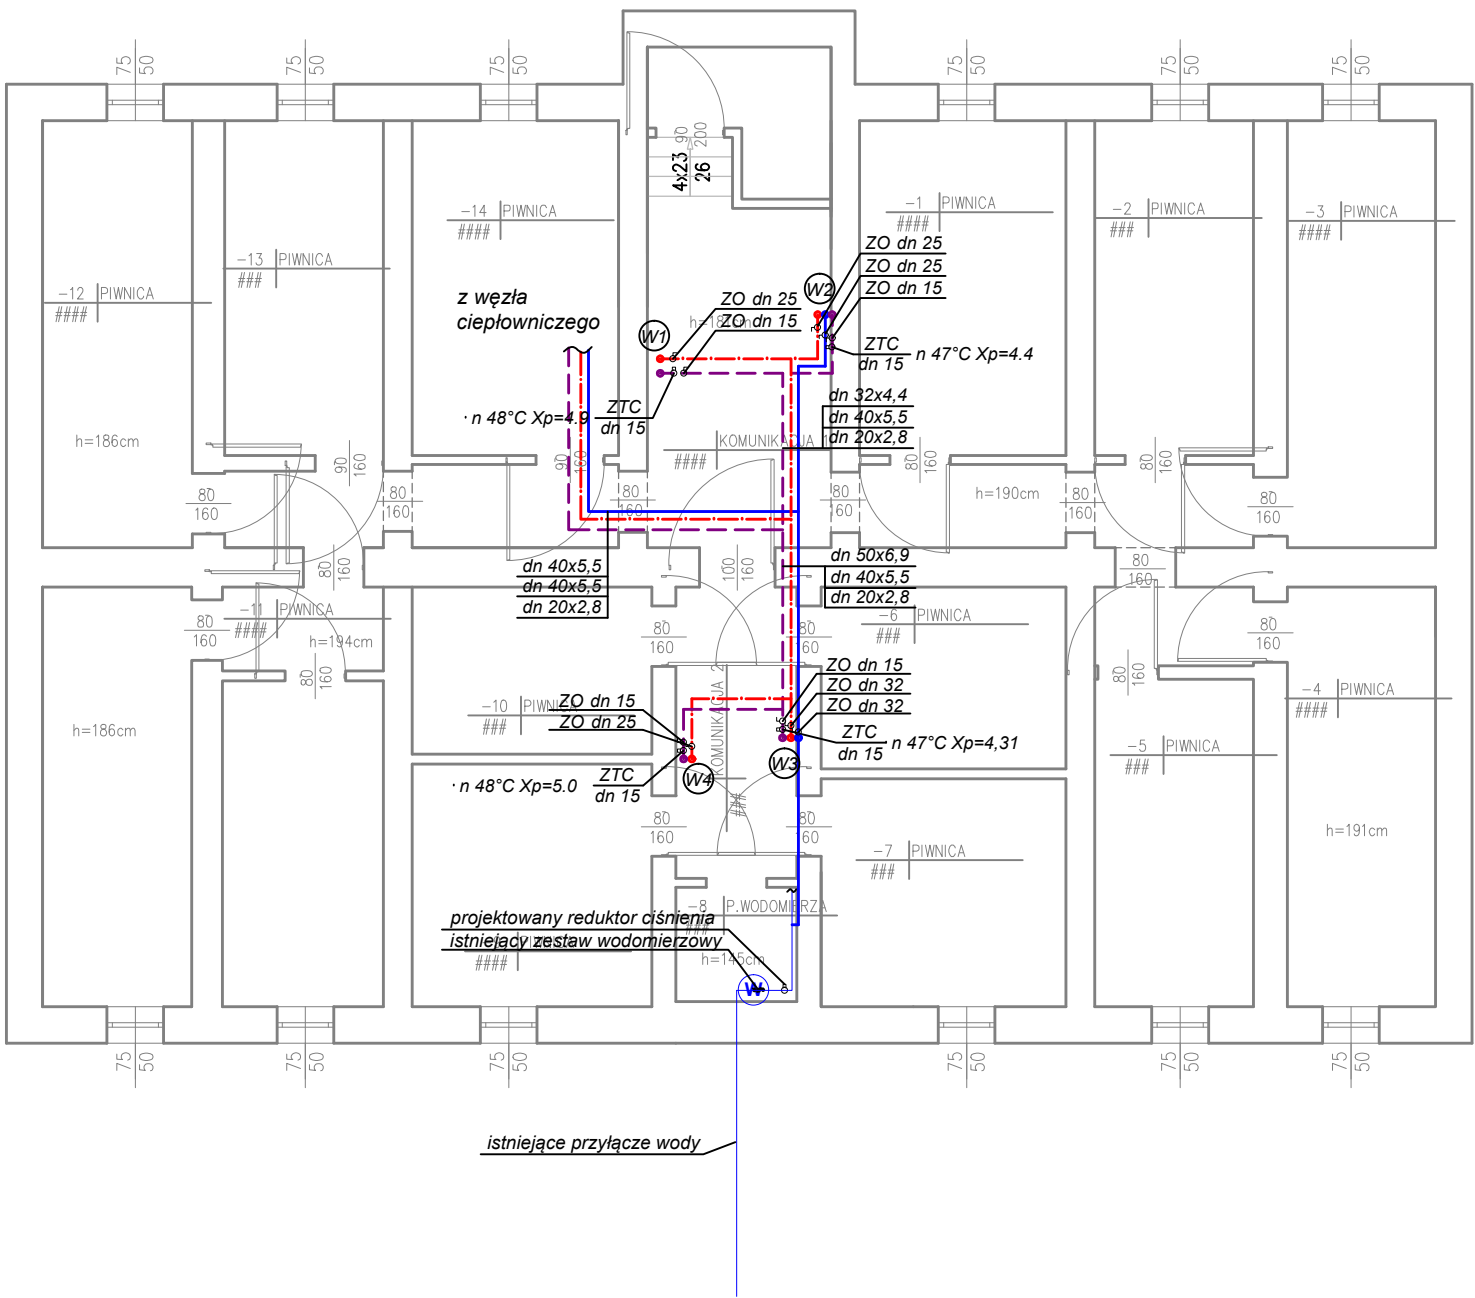 75
50
75
50
75
50
75
50
75
50
75
50
90
200
4x23
26
-14 PIWNICA
####
-1 PIWNICA
####
-2 PIWNICA
###
-3 PIWNICA
####
-13 PIWNICA
###
-12 PIWNICA
####
z węzła
ciepłowniczego
ZO dn 25
ZO dn 25
ZO dn 15
W2
ZO dn 25
ZO dn 15
W1
ZTC
dn 15
n 47°C Xp=4.4
· n 48°C Xp=4.9
ZTC
dn 15
dn 32x4,4
dn 40x5,5
dn 20x2,8
KOMUNIKACJA 1
####
h=186cm
h=190cm
90
160
90
160
80
160
80
160
80
160
80
160
80
160
80
160
80
160
80
160
dn 40x5,5
dn 40x5,5
dn 20x2,8
dn 50x6,9
dn 40x5,5
dn 20x2,8
80
160
100
160
80
160
-11 PIWNICA
####
h=194cm
-6 PIWNICA
###
80
160
80
160
80
160
80
160
80
160
80
160
ZO dn 15
ZO dn 32
ZO dn 32
ZO dn 15
ZO dn 25
-10 PIWNICA
###
KOMUNIKACJA 2
###
ZTC
dn 15
n 47°C Xp=4,31
W3
W4
· n 48°C Xp=5.0
ZTC
dn 15
-4 PIWNICA
####
-5 PIWNICA
###
h=186cm
h=191cm
80
160
80
160
-7 PIWNICA
###
-8 P.WODOMIERZA
###
projektowany reduktor ciśnienia
istniejący zestaw wodomierzowy
PIWNICA
####
h=145cm
W
75
50
75
50
75
50
75
50
75
50
75
50
istniejące przyłącze wody